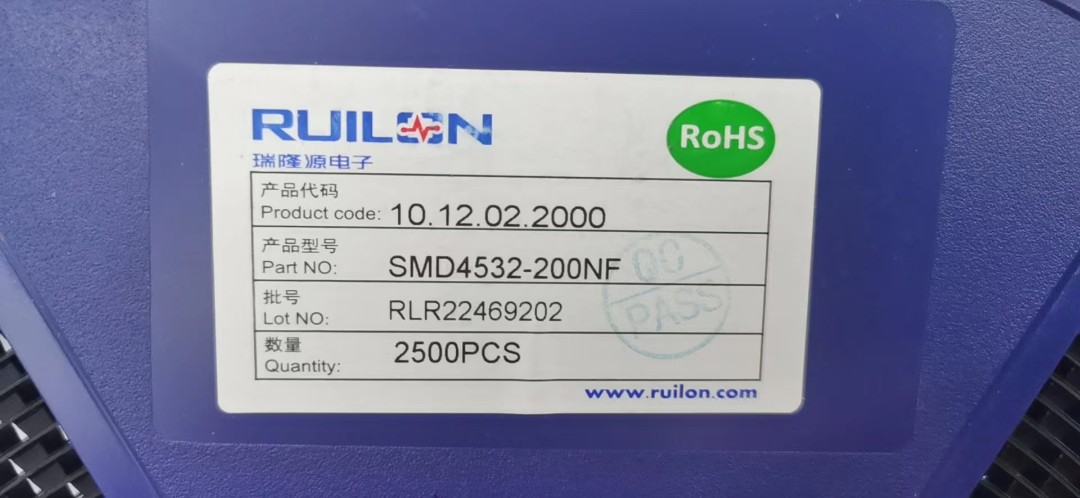 RUILON
瑞隆源电子
RoHS
产品代码
Product code: 10.12.02.2000
产品型号
Part NO: SMD4532-200NF
批号
Lot NO: RLR22469202
数量
Quantity: 2500PCS
QC
PASS
www.ruilon.com